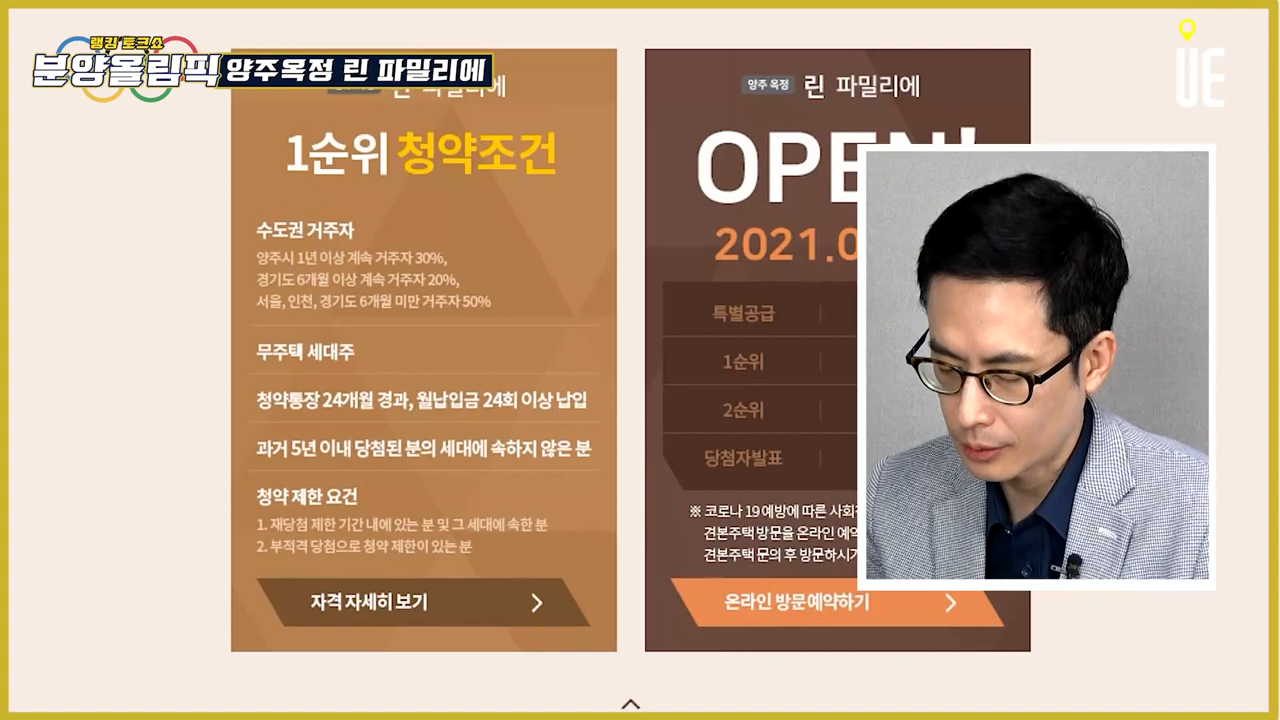 랭킹 토크쇼
분양올림픽 양주옥정 린 파밀리에
린 파밀리에
1순위 청약조건
수도권 거주자
양주시 1년 이상 계속 거주자 30%,
경기도 6개월 이상 계속 거주자 20%,
서울, 인천, 경기도 6개월 미만 거주자 50%
무주택 세대주
청약통장 24개월 경과, 월납입금 24회 이상 납입
과거 5년 이내 당첨된 분의 세대에 속하지 않은 분
청약 제한 요건
1. 재당첨 제한 기간 내에 있는 분 및 그 세대에 속한 분
2. 부적격 당첨으로 청약 제한이 있는 분
자격 자세히 보기
양주 옥정 린 파밀리에
OPEN!
2021.0
특별공급
1순위
2순위
당첨자발표
※ 코로나 19 예방에 따른 사회적
견본주택 방문을 온라인 예약
견본주택 문의 후 방문하시기
온라인 방문예약하기
UE